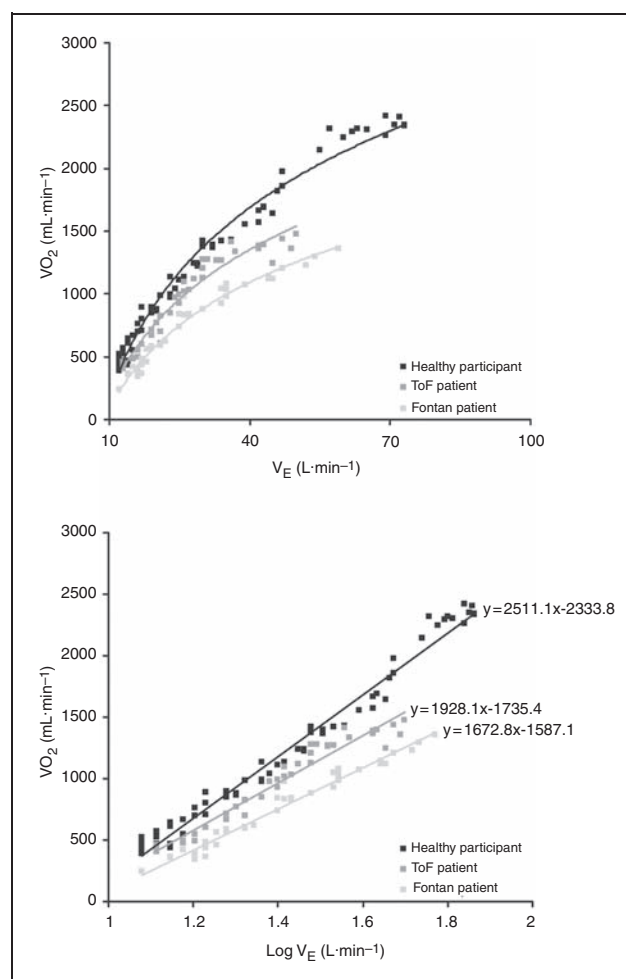 3000
2500
2000
1500
1000
500
0
VO2 (mL·min–1)
Healthy participant
ToF patient
Fontan patient
10 40 70 100
VE (L·min–1)
3000
2500
2000
1500
1000
500
0
VO2 (mL·min–1)
y=2511.1x-2333.8
y=1928.1x-1735.4
y=1672.8x-1587.1
Healthy participant
ToF patient
Fontan patient
1 1.2 1.4 1.6 1.8 2
Log VE (L·min–1)